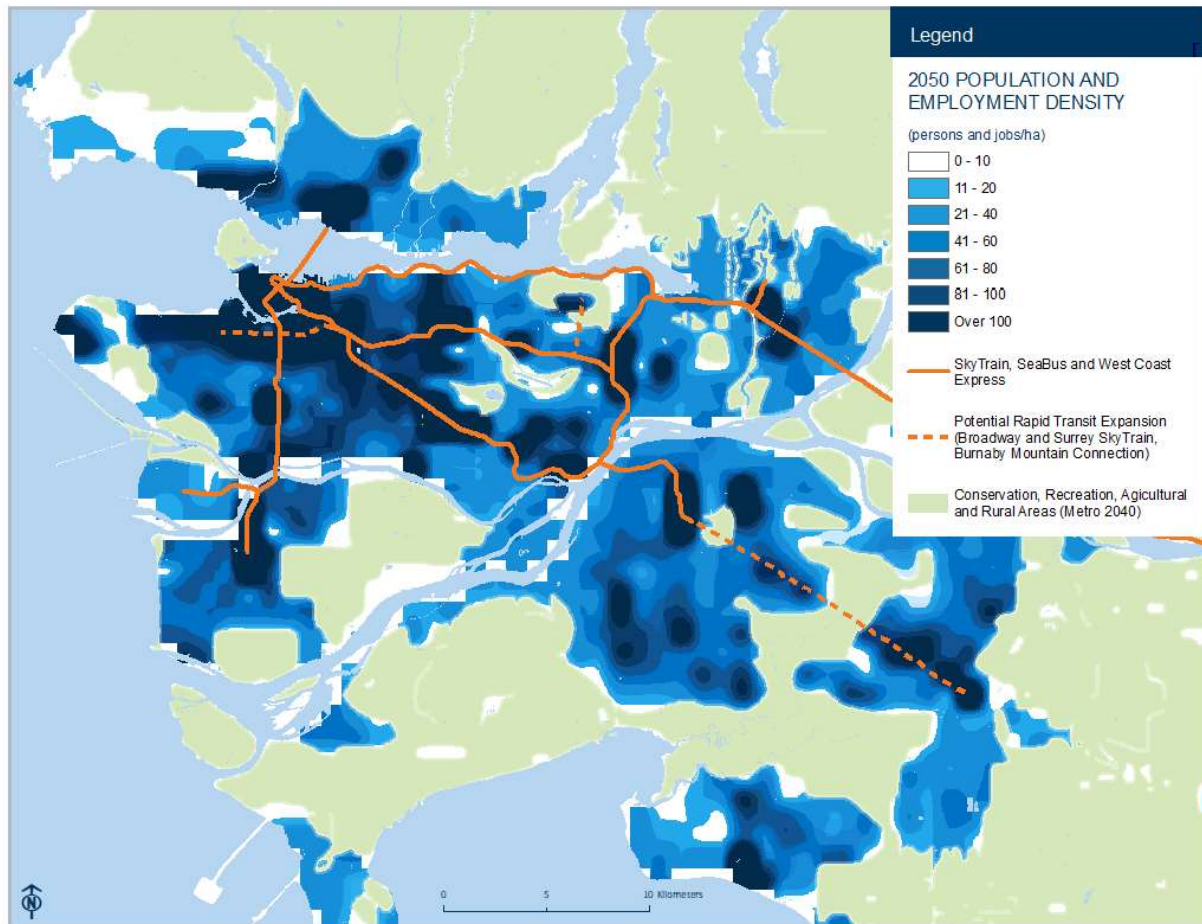 Legend
2050 POPULATION AND
EMPLOYMENT DENSITY
(persons and jobs/ha)
0 - 10
11 - 20
21 - 40
41 - 60
61 - 80
81 - 100
Over 100
SkyTrain, SeaBus and West Coast
Express
Potential Rapid Transit Expansion
(Broadway and Surrey SkyTrain,
Burnaby Mountain Connection)
Conservation, Recreation, Agicultural
and Rural Areas (Metro 2040)
N
0 5 10 Kilometers